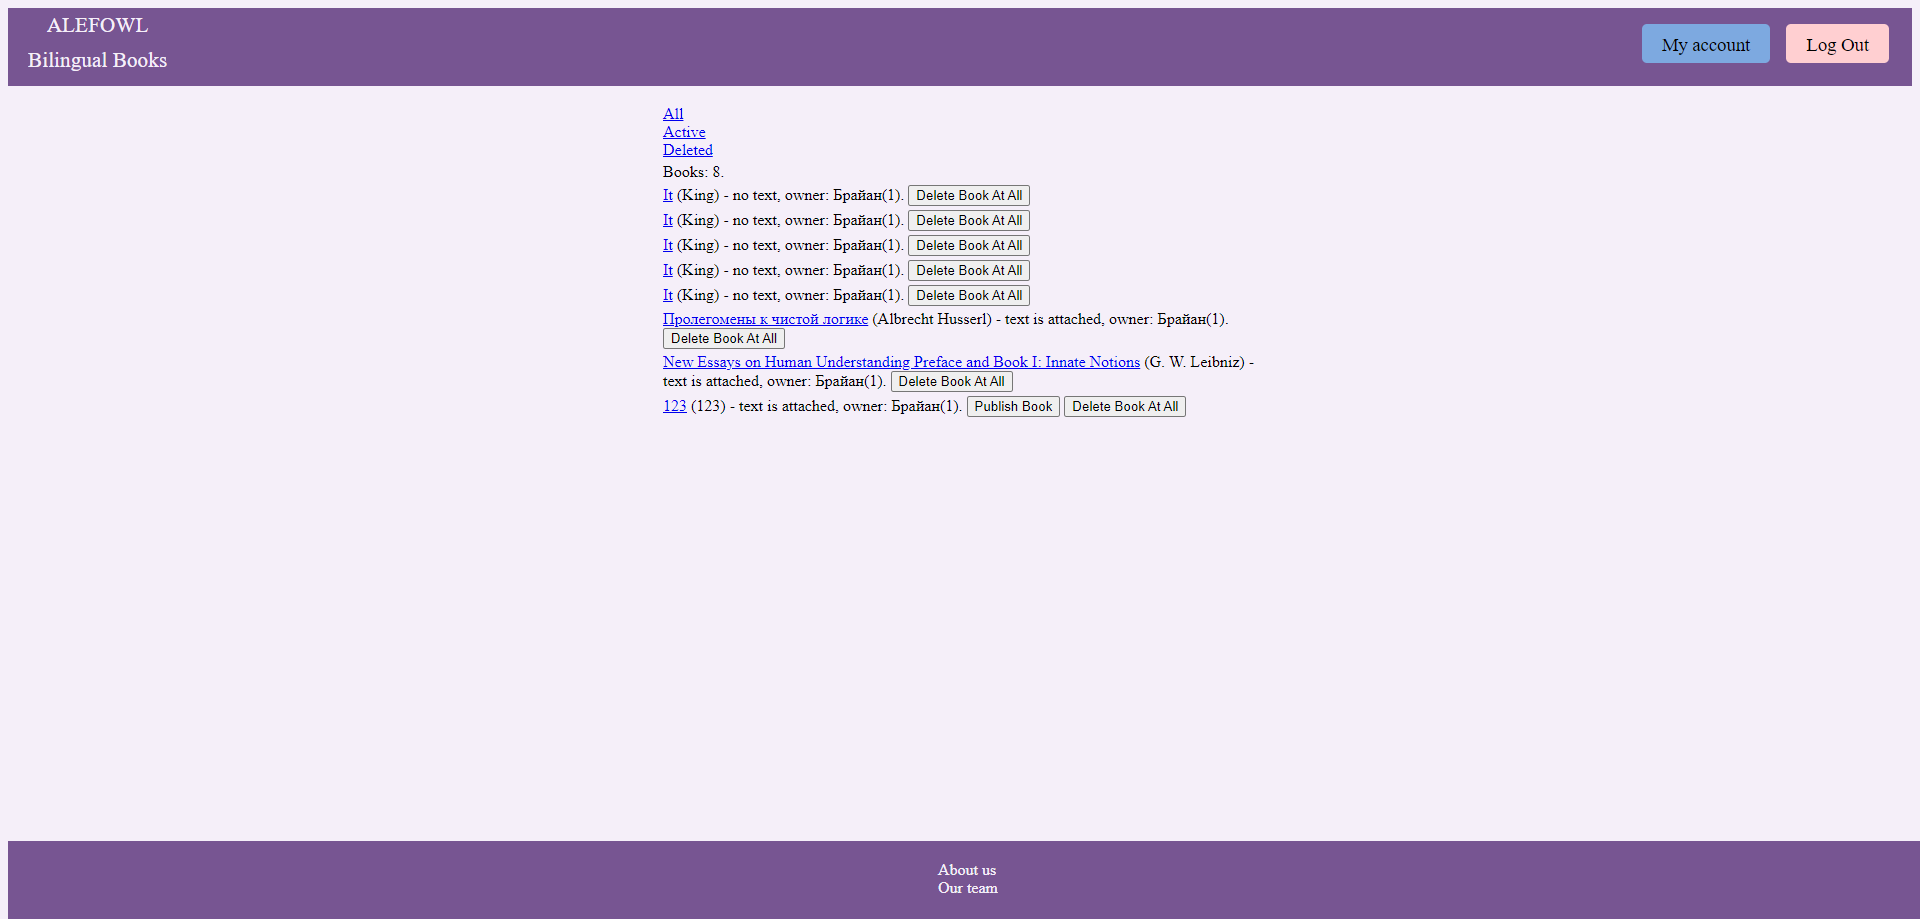 ALEFOWL
Bilingual Books
My account
Log Out
All
Active
Deleted
Books: 8.
It (King) - no text, owner: Брайан(1). Delete Book At All
It (King) - no text, owner: Брайан(1). Delete Book At All
It (King) - no text, owner: Брайан(1). Delete Book At All
It (King) - no text, owner: Брайан(1). Delete Book At All
It (King) - no text, owner: Брайан(1). Delete Book At All
Пролегомены к чистой логике (Albrecht Husserl) - text is attached, owner: Брайан(1).
Delete Book At All
New Essays on Human Understanding Preface and Book I: Innate Notions (G. W. Leibniz) -
text is attached, owner: Брайан(1). Delete Book At All
123 (123) - text is attached, owner: Брайан(1). Publish Book Delete Book At All
About us
Our team